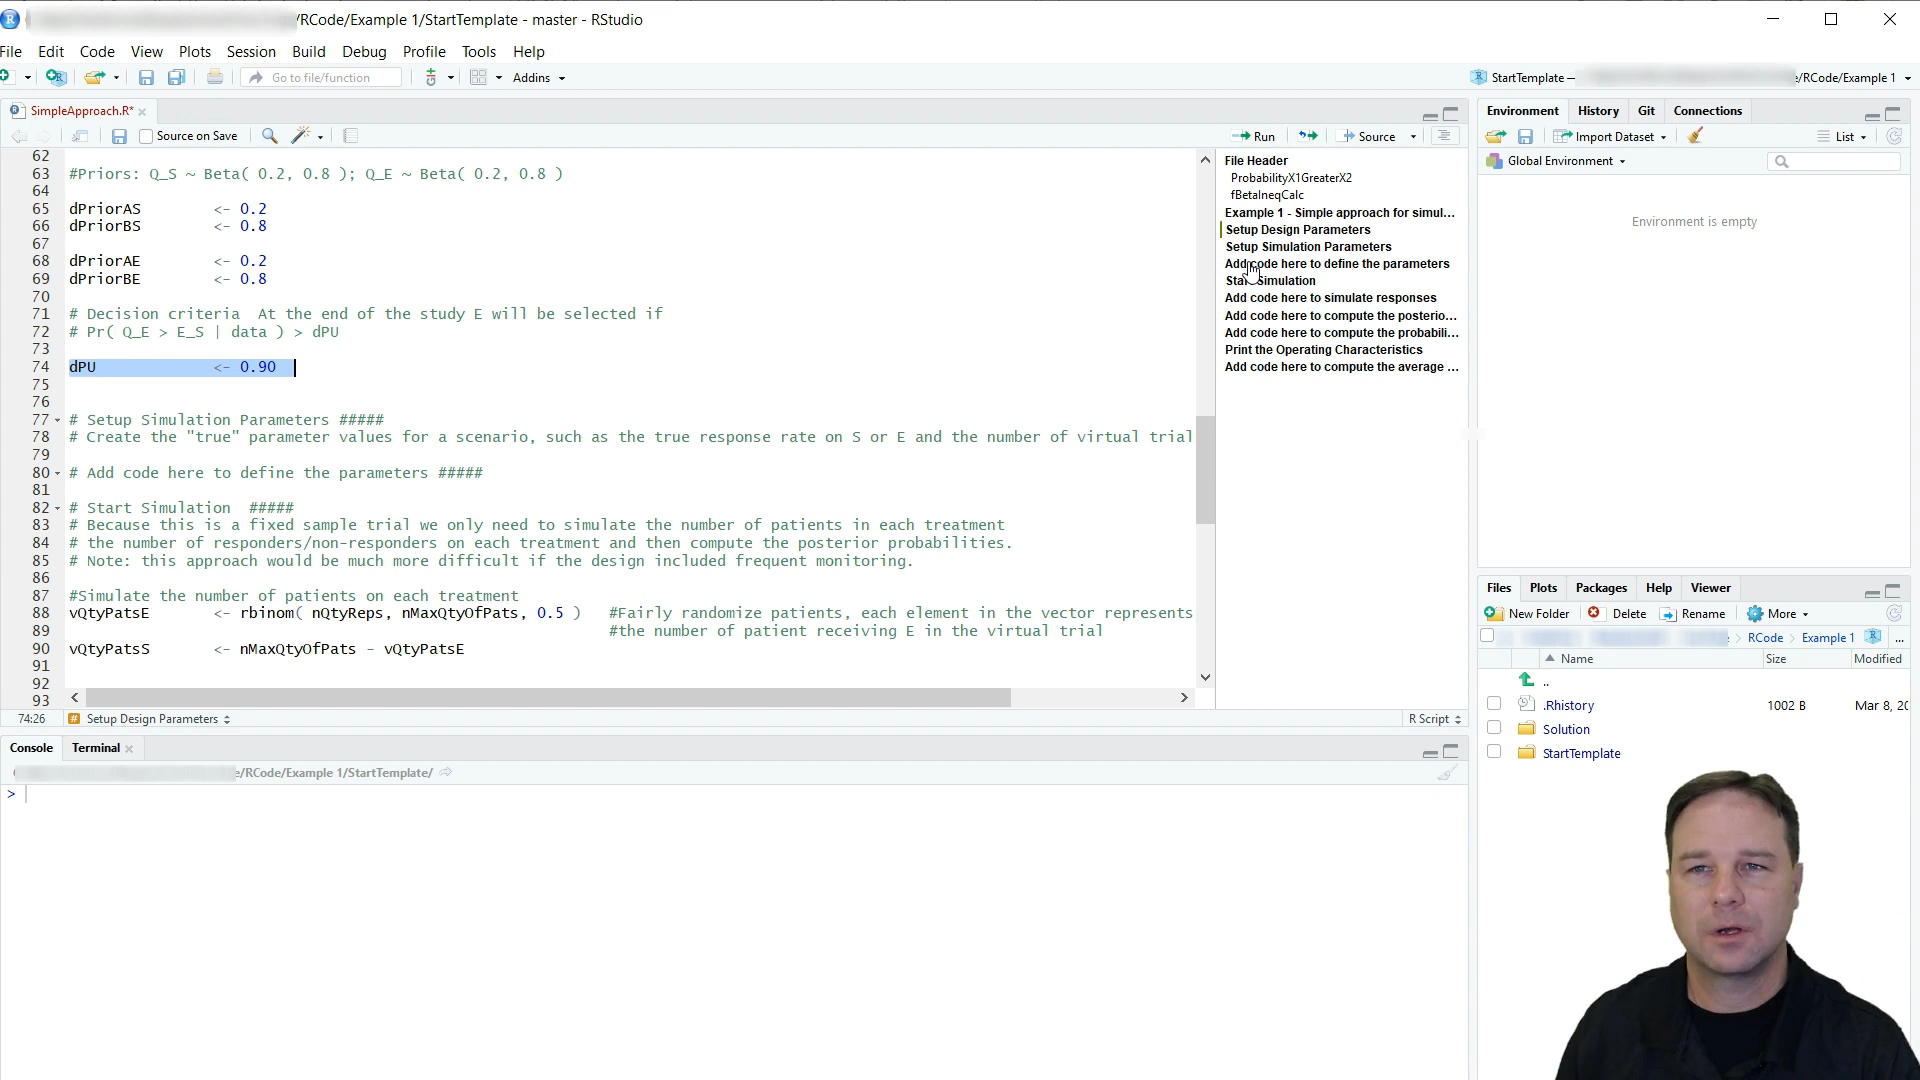 /RCode/Example 1/StartTemplate - master - RStudio
File Edit Code View Plots Session Build Debug Profile Tools Help
Go to file/function
Addins
StartTemplate —
/RCode/Example 1
SimpleApproach.R*
Source on Save
Run
Source
62
63 #Priors: Q_S ~ Beta( 0.2, 0.8 ); Q_E ~ Beta( 0.2, 0.8 )
64
65 dPriorAS <- 0.2
66 dPriorBS <- 0.8
67
68 dPriorAE <- 0.2
69 dPriorBE <- 0.8
70
71 # Decision criteria At the end of the study E will be selected if
72 # Pr( Q_E > E_S | data ) > dPU
73
74 dPU <- 0.90
75
76
77 # Setup Simulation Parameters #####
78 # Create the "true" parameter values for a scenario, such as the true response rate on S or E and the number of virtual trial
79
80 # Add code here to define the parameters #####
81
82 # Start Simulation #####
83 # Because this is a fixed sample trial we only need to simulate the number of patients in each treatment
84 # the number of responders/non-responders on each treatment and then compute the posterior probabilities.
85 # Note: this approach would be much more difficult if the design included frequent monitoring.
86
87 #Simulate the number of patients on each treatment
88 vQtyPatsE <- rbinom( nQtyReps, nMaxQtyOfPats, 0.5 ) #Fairly randomize patients, each element in the vector represents
89 #the number of patient receiving E in the virtual trial
90 vQtyPatsS <- nMaxQtyOfPats - vQtyPatsE
91
92
93
74:26 # Setup Design Parameters
R Script
File Header
ProbabilityX1GreaterX2
fBetaIneqCalc
Example 1 - Simple approach for simul...
Setup Design Parameters
Setup Simulation Parameters
Add code here to define the parameters
Start Simulation
Add code here to simulate responses
Add code here to compute the posterio...
Add code here to compute the probabili...
Print the Operating Characteristics
Add code here to compute the average ...
Console Terminal
e/RCode/Example 1/StartTemplate/
>
Environment History Git Connections
Import Dataset
List
Global Environment
Environment is empty
Files Plots Packages Help Viewer
New Folder Delete Rename More
RCode Example 1 ...
Name Size Modified
..
.Rhistory 1002 B Mar 8, 20
Solution
StartTemplate